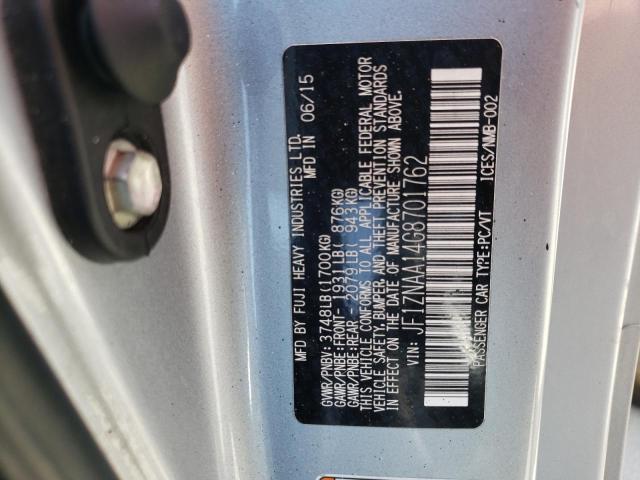 MFD BY FUJI HEAVY INDUSTRIES LTD.
MFD IN 06/15
GVWR/PNBV: 3748LB(1700KG)
GAWR/PNBE:FRONT- 1931LB( 876KG)
GAWR/PNBE:REAR - 2079LB( 943KG)
THIS VEHICLE CONFORMS TO ALL APPLICABLE FEDERAL MOTOR
VEHICLE SAFETY, BUMPER, AND THEFT PREVENTION STANDARDS
IN EFFECT ON THE DATE OF MANUFACTURE SHOWN ABOVE.
VIN: JF1ZNAA14G8701762
PASSENGER CAR TYPE:PC/VT ICES/NMB-002